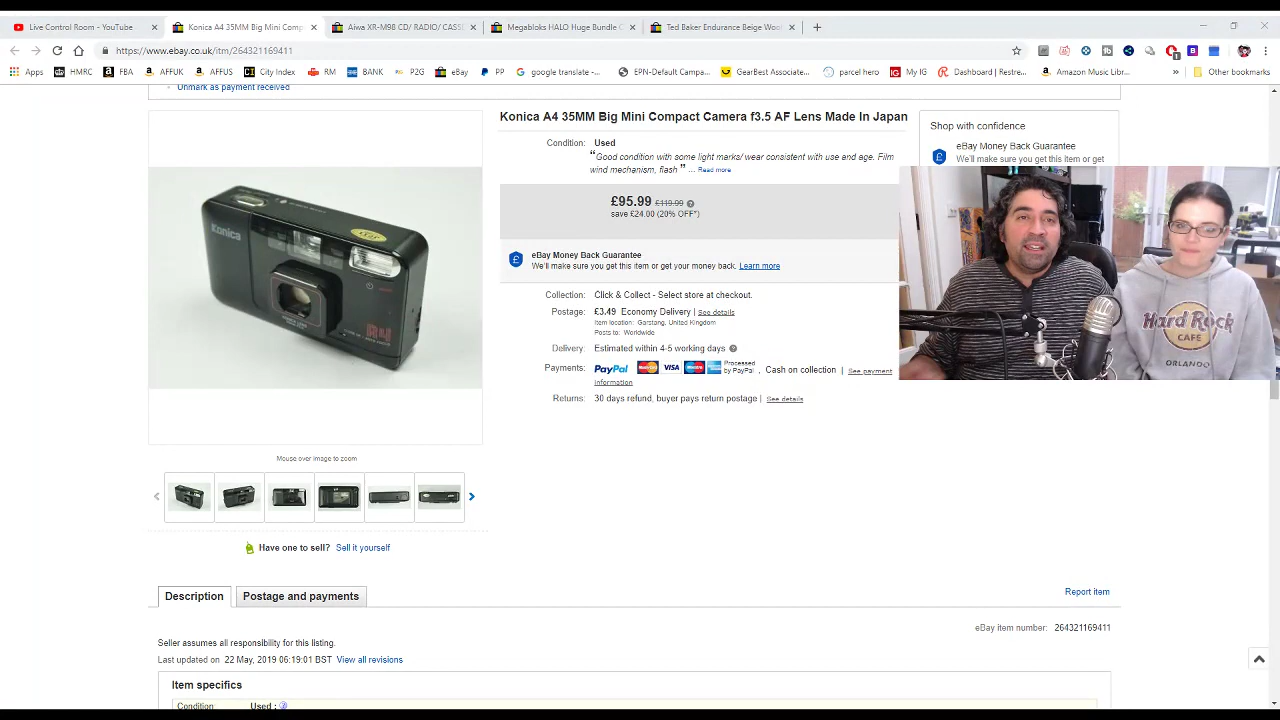 Live Control Room - YouTube
Konica A4 35MM Big Mini Comp
Aiwa XR-M98 CD/ RADIO/ CASSE
Megabloks HALO Huge Bundle C
Ted Baker Endurance Beige Woo
https://www.ebay.co.uk/itm/264321169411
Apps HMRC FBA AFFUK AFFUS City Index RM BANK P2G eBay PP google translate - EPN-Default Campa... GearBest Associate... parcel hero My IG Dashboard | Restre... Amazon Music Libr... » Other bookmarks
Unmark as payment received
Konica A4 35MM Big Mini Compact Camera f3.5 AF Lens Made In Japan
Condition: Used
“Good condition with some light marks/ wear consistent with use and age. Film
wind mechanism, flash ” ... Read more
£95.99 £119.99
save £24.00 (20% OFF*)
eBay Money Back Guarantee
We'll make sure you get this item or get your money back. Learn more
Collection: Click & Collect - Select store at checkout.
Postage: £3.49 Economy Delivery | See details
Item location: Garstang, United Kingdom
Posts to: Worldwide
Delivery: Estimated within 4-5 working days
Payments: PayPal MasterCard VISA Maestro Processed
by PayPal , Cash on collection | See payment
information
Returns: 30 days refund, buyer pays return postage | See details
Shop with confidence
eBay Money Back Guarantee
We'll make sure you get this item or get
Hard Rock
CAFE
ORLANDO
Konica
A4
Mouse over image to zoom
Have one to sell? Sell it yourself
Description
Postage and payments
Report item
eBay item number: 264321169411
Seller assumes all responsibility for this listing.
Last updated on 22 May, 2019 06:19:01 BST View all revisions
Item specifics
Condition: Used :